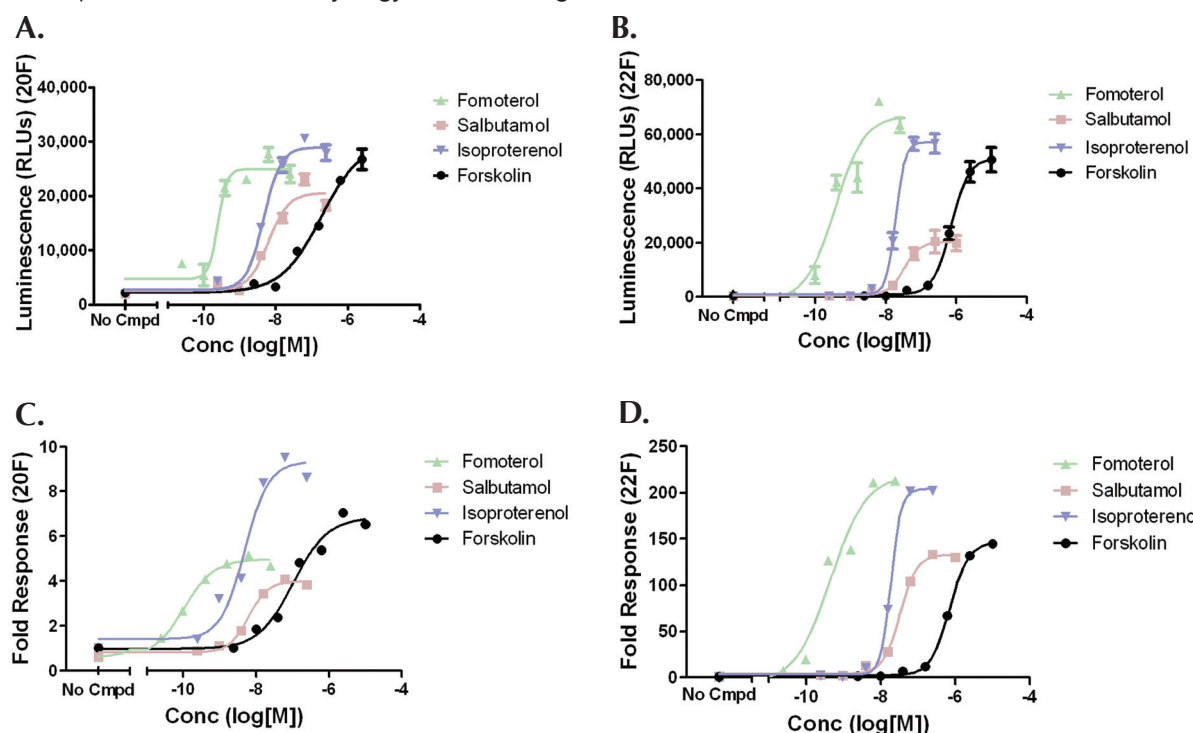 A.
Luminescence (RLUs) (20F)
40,000
30,000
20,000
10,000
0
No Cmpd
-10
-8
-6
-4
Conc (log[M])
Fomoterol
Salbutamol
Isoproterenol
Forskolin
B.
Luminescence (RLUs) (22F)
80,000
60,000
40,000
20,000
0
No Cmpd
-10
-8
-6
-4
Conc (log[M])
Fomoterol
Salbutamol
Isoproterenol
Forskolin
C.
Fold Response (20F)
10
8
6
4
2
0
No Cmpd
-10
-8
-6
-4
Conc (log[M])
Fomoterol
Salbutamol
Isoproterenol
Forskolin
D.
Fold Response (22F)
250
200
150
100
50
0
No Cmpd
-10
-8
-6
-4
Conc (log[M])
Fomoterol
Salbutamol
Isoprotereno
Forskolin